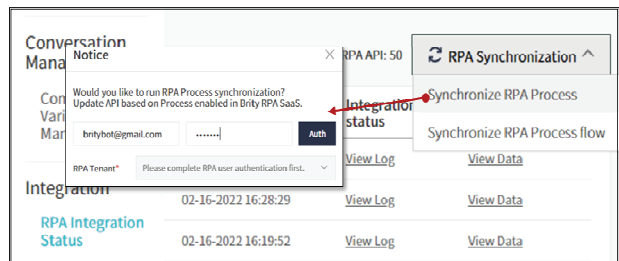 Conversation
Mana
Con
Vari
Man
Integration
RPA Integration
Status
Notice
Would you like to run RPA Process synchronization?
Update API based on Process enabled in Brity RPA SaaS.
britybot@gmail.com ······· Auth
RPA Tenant* Please complete RPA user authentication first.
RPA API: 50 RPA Synchronization
Synchronize RPA Process
Synchronize RPA Process flow
Integration
status
View Log View Data
02-16-2022 16:28:29 View Log View Data
02-16-2022 16:19:52 View Log View Data